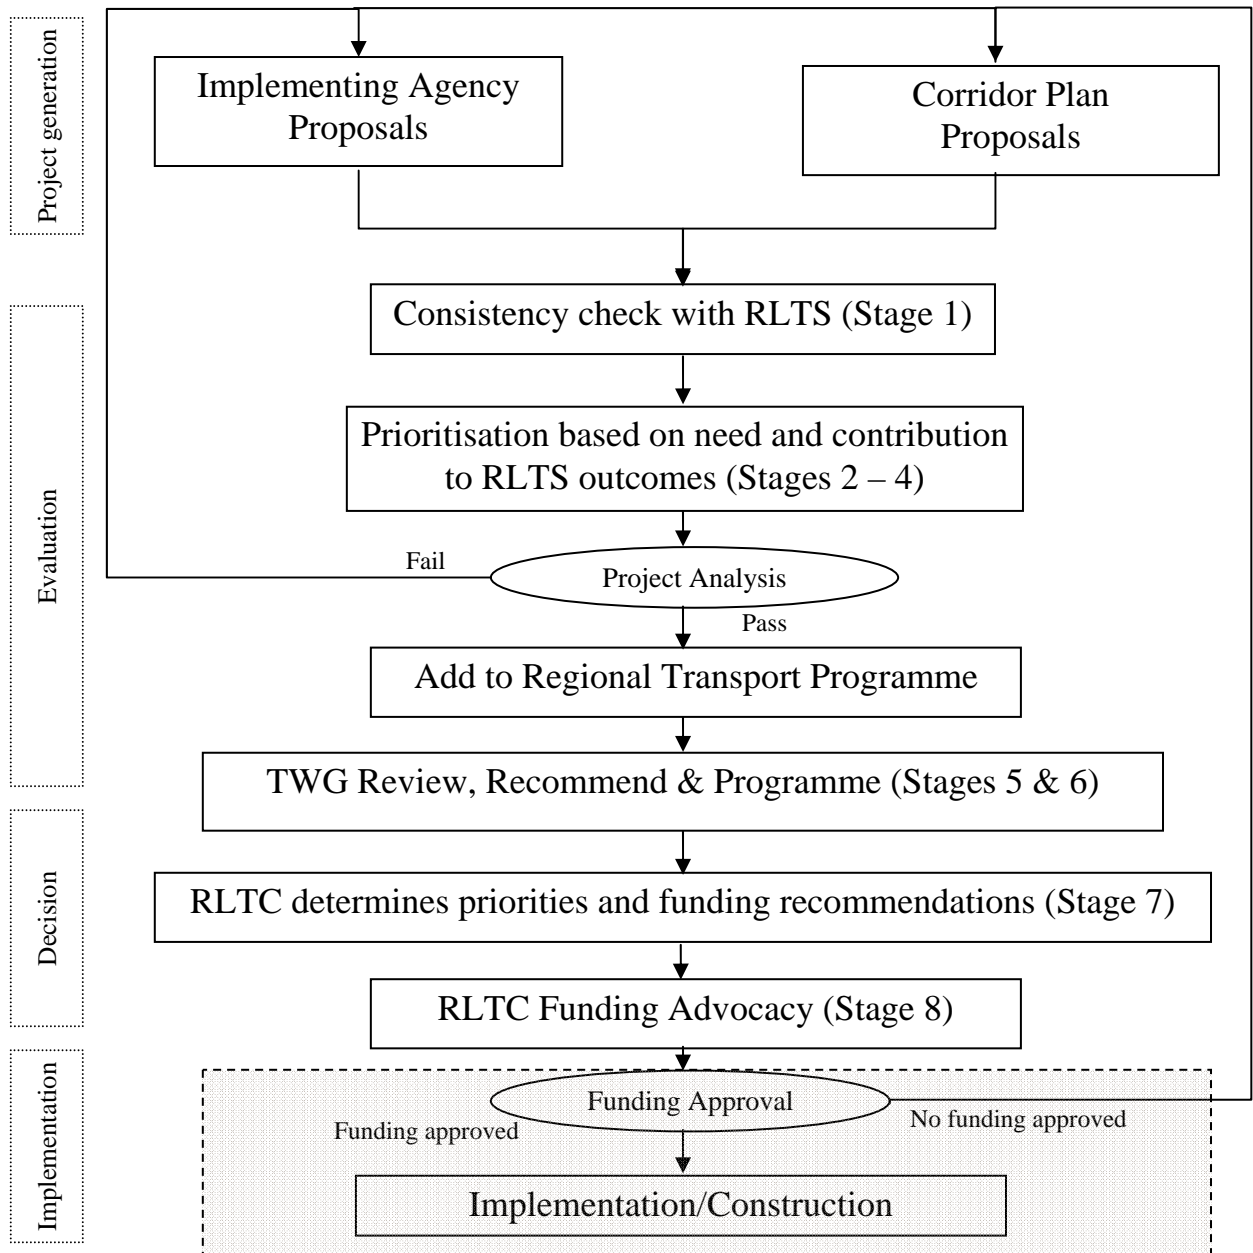 Project generation
Implementing Agency
Proposals
Corridor Plan
Proposals
Evaluation
Consistency check with RLTS (Stage 1)
Prioritisation based on need and contribution
to RLTS outcomes (Stages 2 – 4)
Fail
Project Analysis
Pass
Add to Regional Transport Programme
TWG Review, Recommend & Programme (Stages 5 & 6)
Decision
RLTC determines priorities and funding recommendations (Stage 7)
RLTC Funding Advocacy (Stage 8)
Implementation
Funding Approval
Funding approved
No funding approved
Implementation/Construction